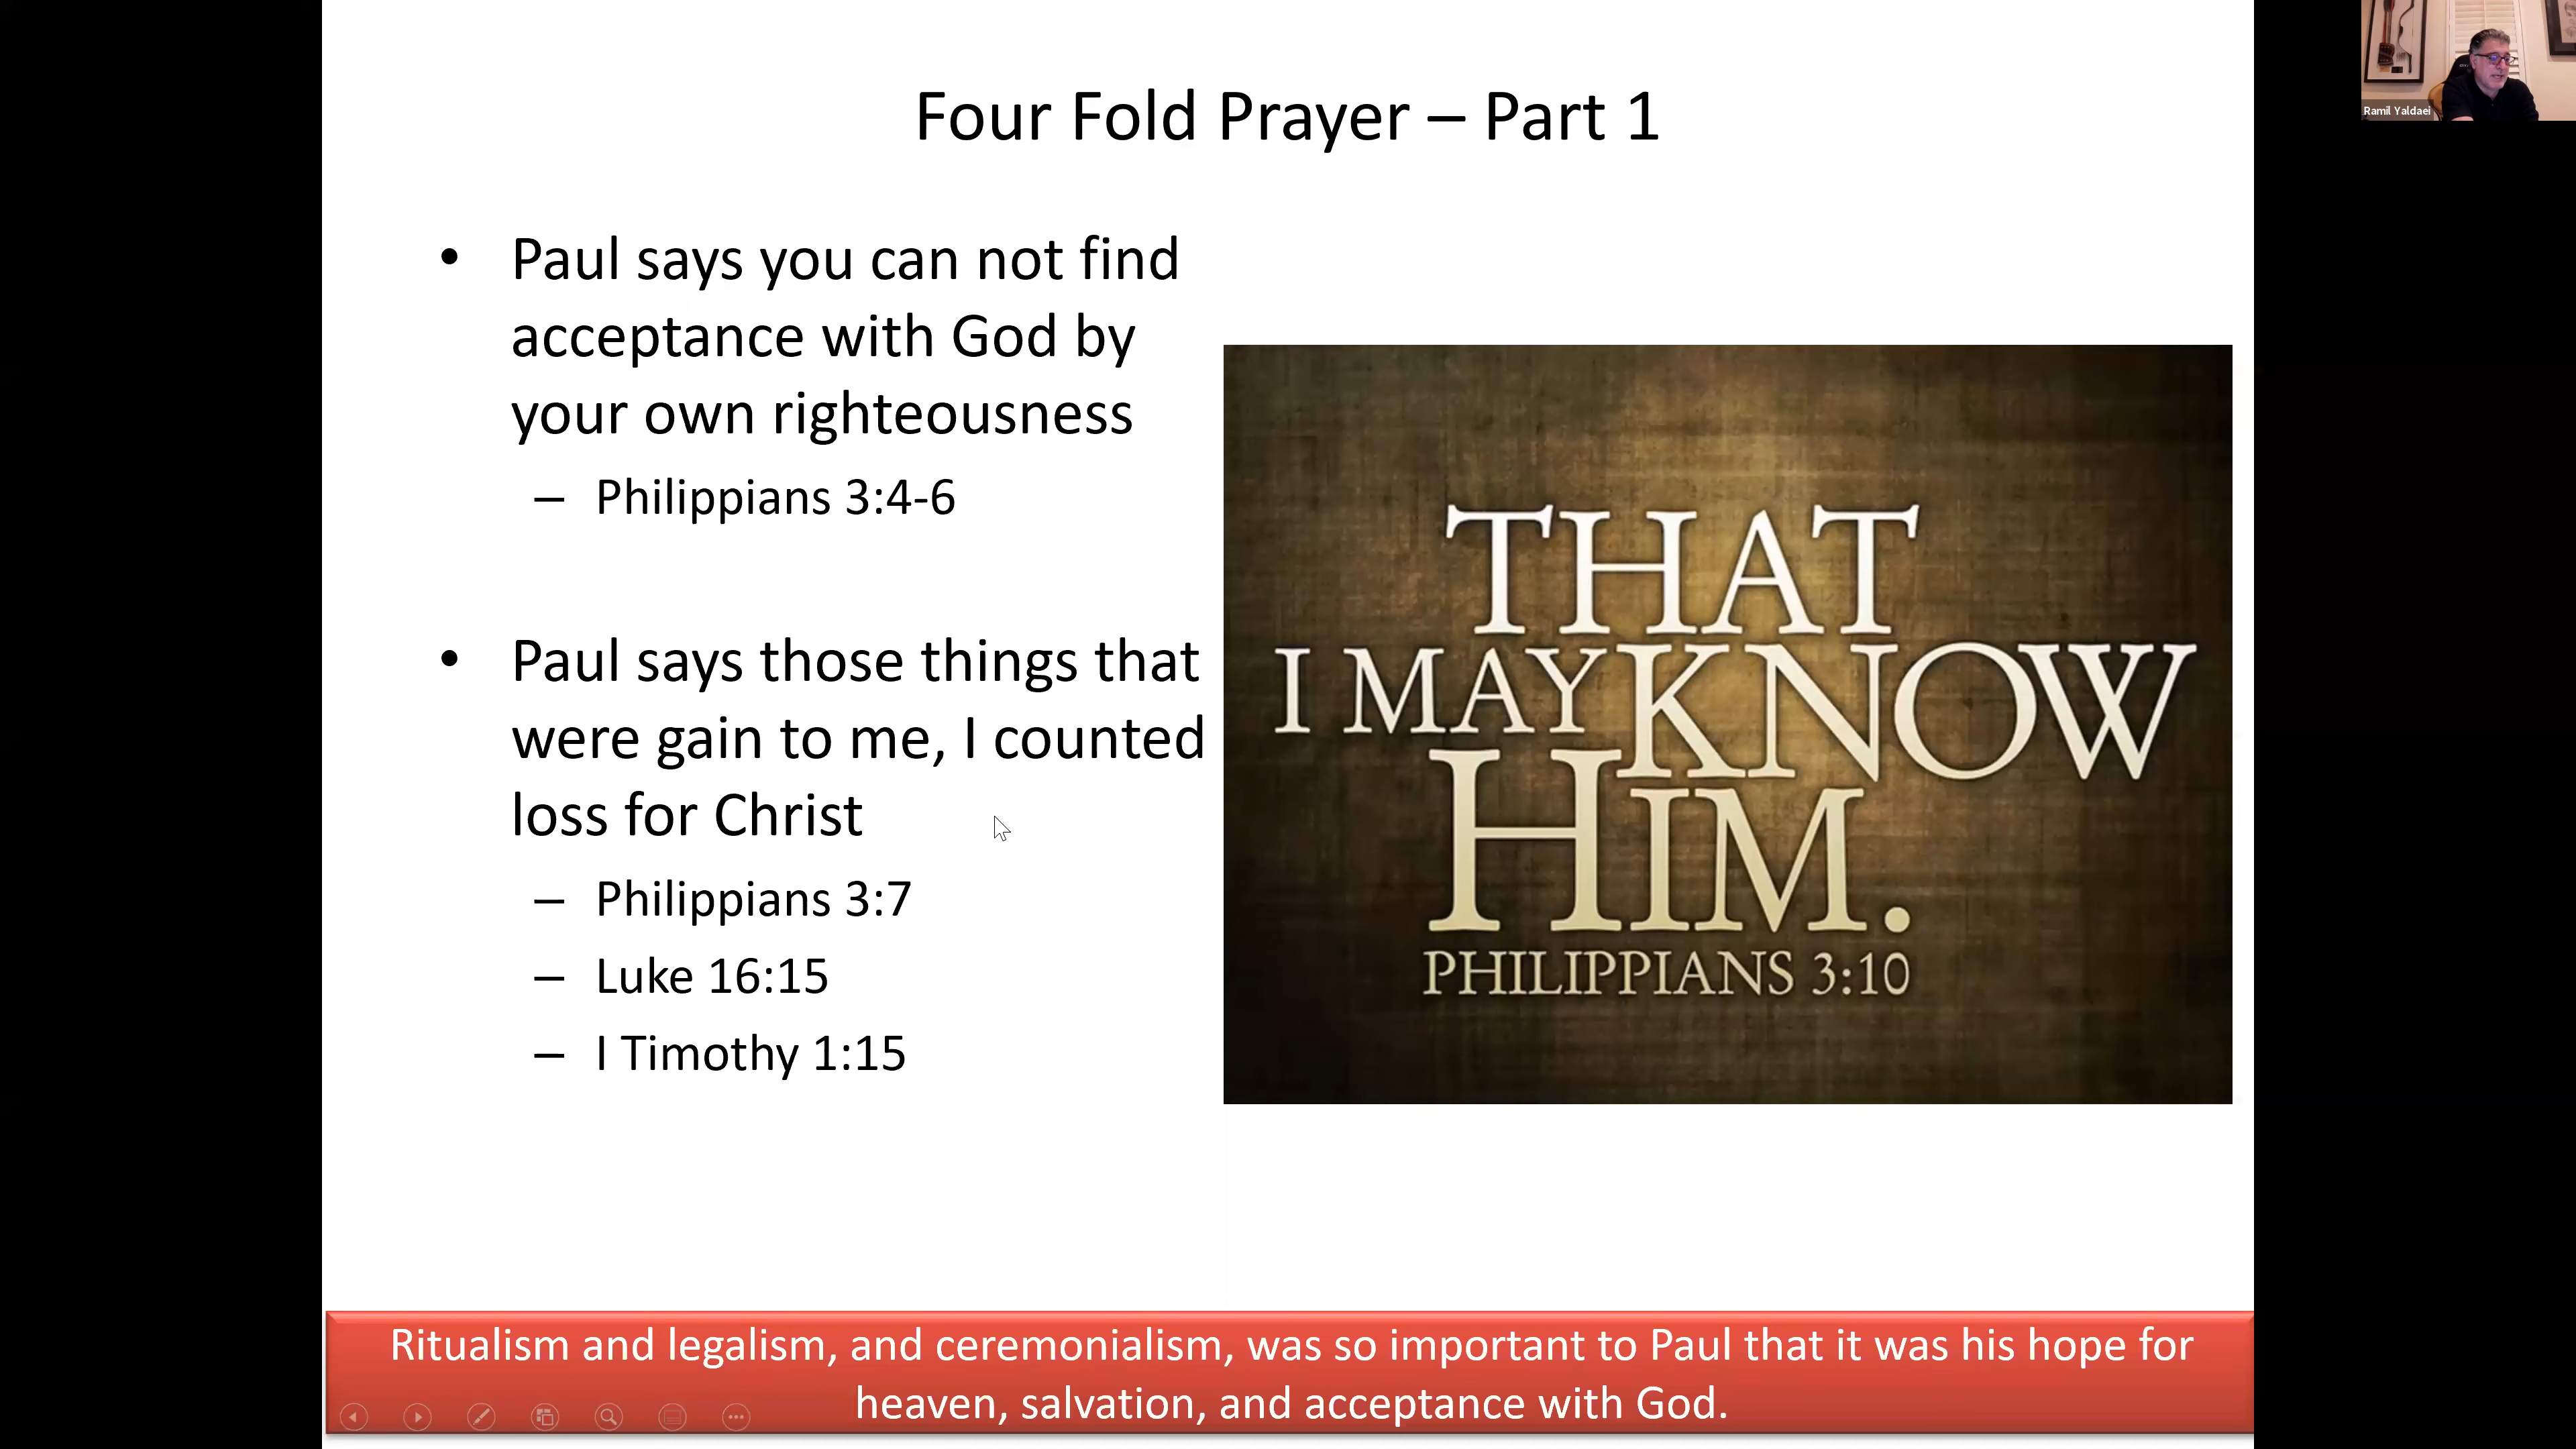 Four Fold Prayer – Part 1
Ramil Yaldaei
• Paul says you can not find
acceptance with God by
your own righteousness
– Philippians 3:4-6
• Paul says those things that
were gain to me, I counted
loss for Christ
– Philippians 3:7
– Luke 16:15
– I Timothy 1:15
THAT
I MAY KNOW
HIM.
PHILIPPIANS 3:10
Ritualism and legalism, and ceremonialism, was so important to Paul that it was his hope for
heaven, salvation, and acceptance with God.